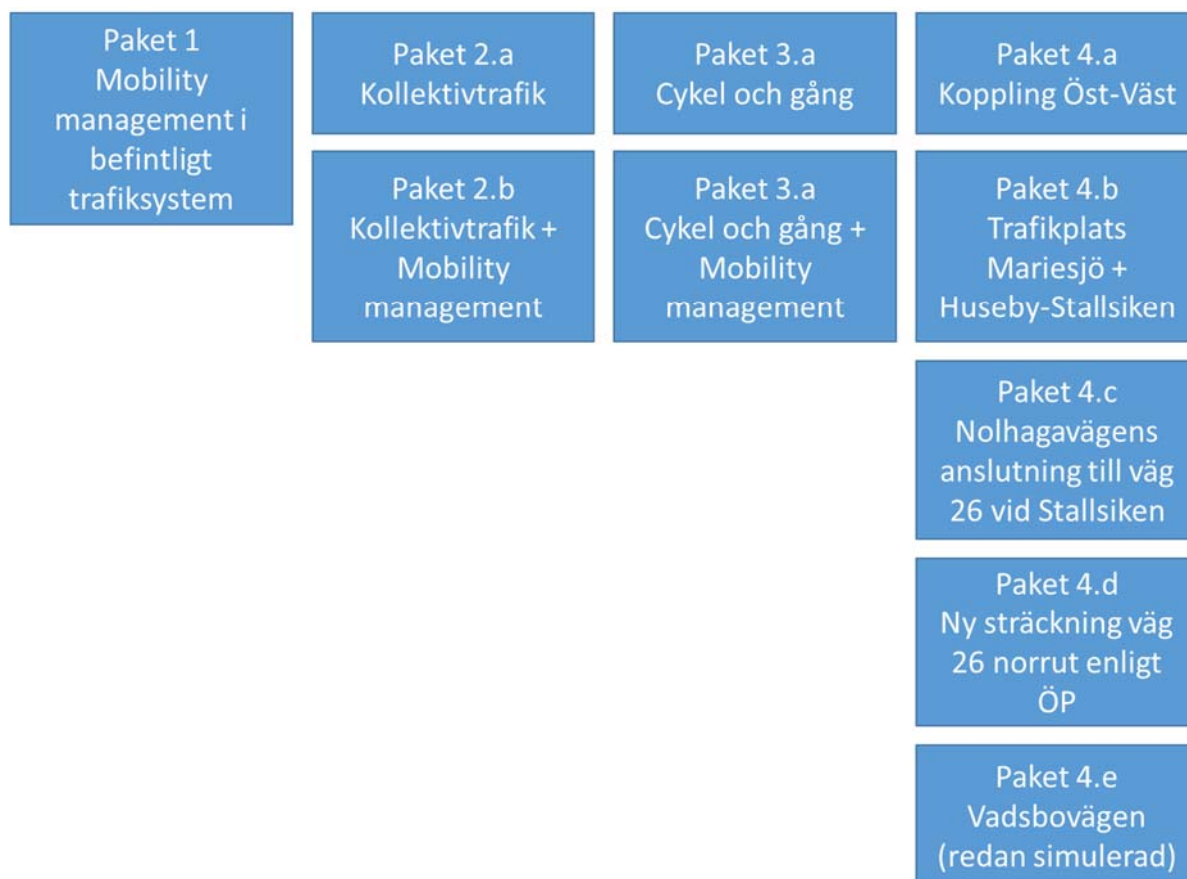 Paket 1
Mobility
management i
befintligt
trafiksystem
Paket 2.a
Kollektivtrafik
Paket 2.b
Kollektivtrafik +
Mobility
management
Paket 3.a
Cykel och gång
Paket 3.a
Cykel och gång +
Mobility
management
Paket 4.a
Koppling Öst-Väst
Paket 4.b
Trafikplats
Mariesjö +
Huseby-Stallsiken
Paket 4.c
Nolhagavägens
anslutning till väg
26 vid Stallsiken
Paket 4.d
Ny sträckning väg
26 norrut enligt
ÖP
Paket 4.e
Vadsbovägen
(redan simulerad)